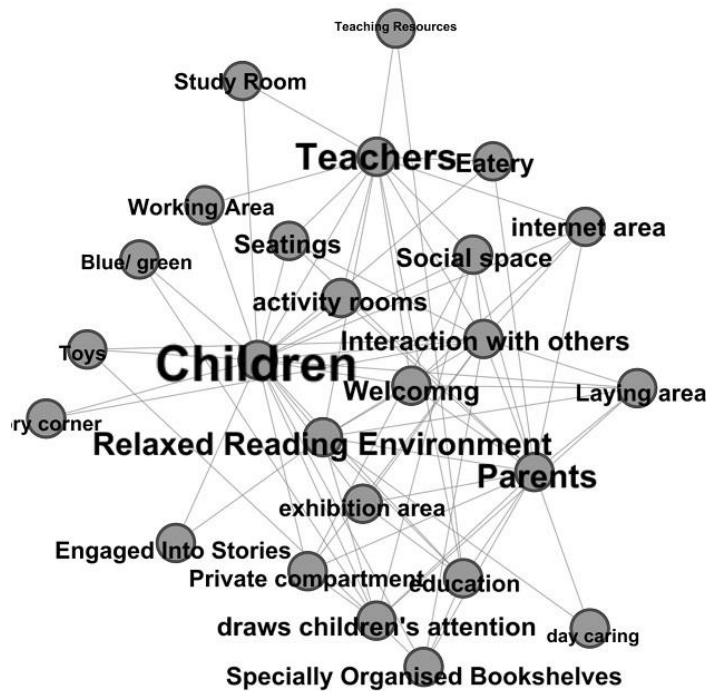 Teaching Resources
Study Room
Teachers
Eatery
Working Area
internet area
Seatings
Social space
Blue/ green
activity rooms
Interaction with others
Toys
Children
Welcomng
Laying area
ory corner
Relaxed Reading Environment
Parents
exhibition area
Engaged Into Stories
Private compartment
education
draws children's attention
day caring
Specially Organised Bookshelves